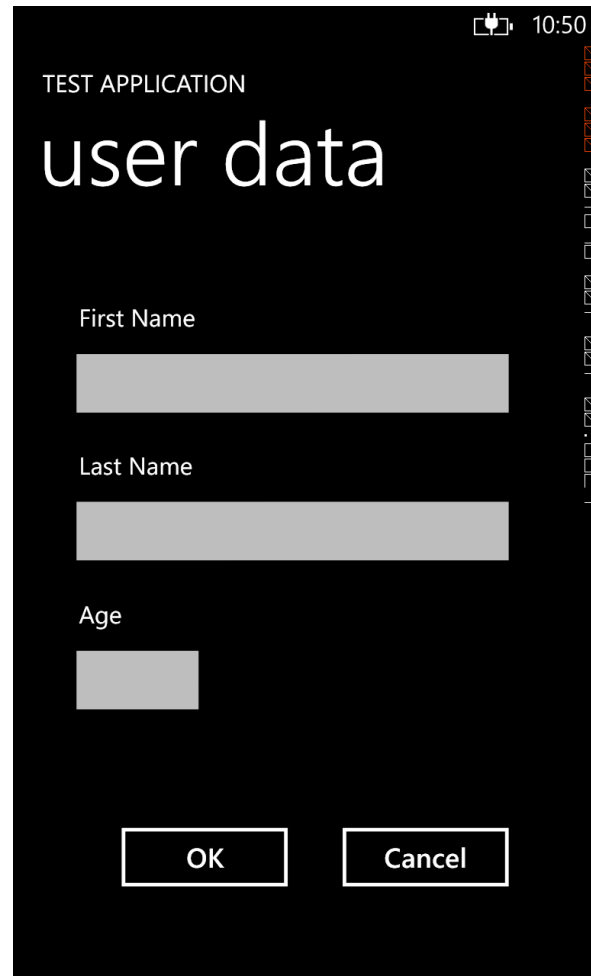 10:50
TEST APPLICATION
user data
First Name
Last Name
Age
OK Cancel